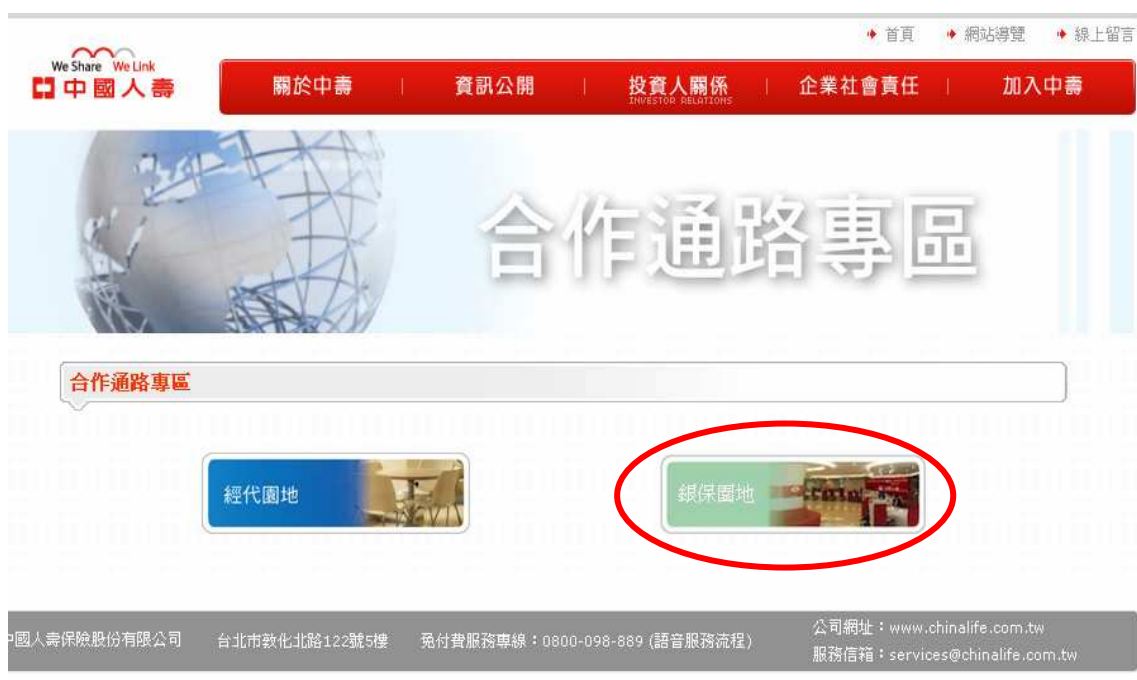 首頁 網站導覽 線上留言
We Share We Link
中國人壽
關於中壽 資訊公開 投資人關係 企業社會責任 加入中壽
INVESTOR RELATIONS
合作通路專區
合作通路專區
經代園地 銀保園地
中國人壽保險股份有限公司 台北市敦化北路122號5樓 免付費服務專線：0800-098-889 (語音服務流程)
公司網址：www.chinalife.com.tw
服務信箱：services@chinalife.com.tw